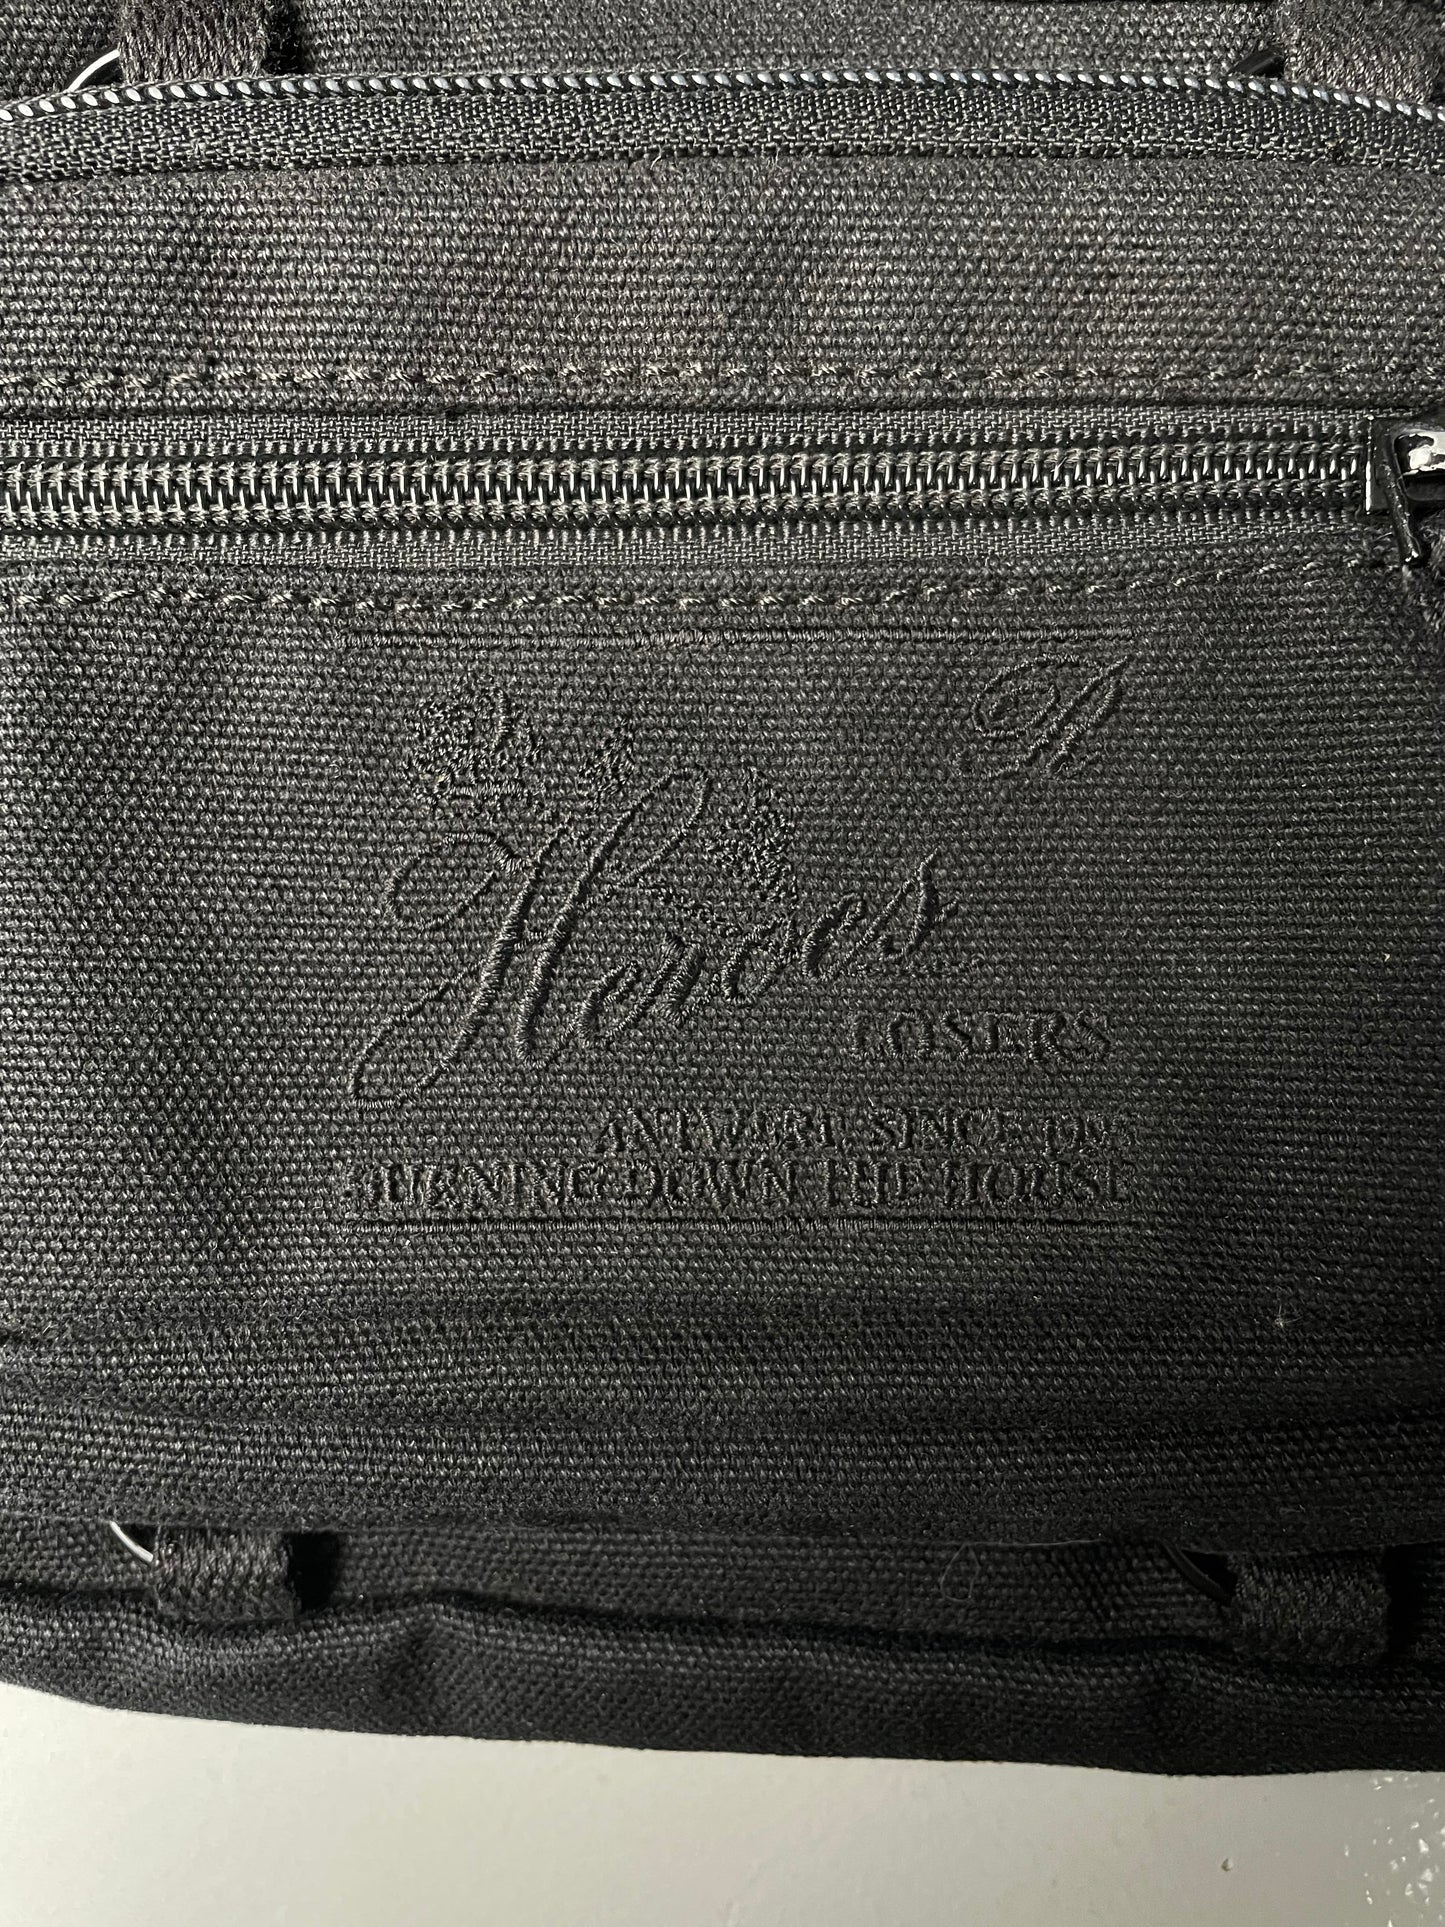 R
Heroes
LOSERS
ANTWERP SINCE
BURNING DOWN THE HOUSE